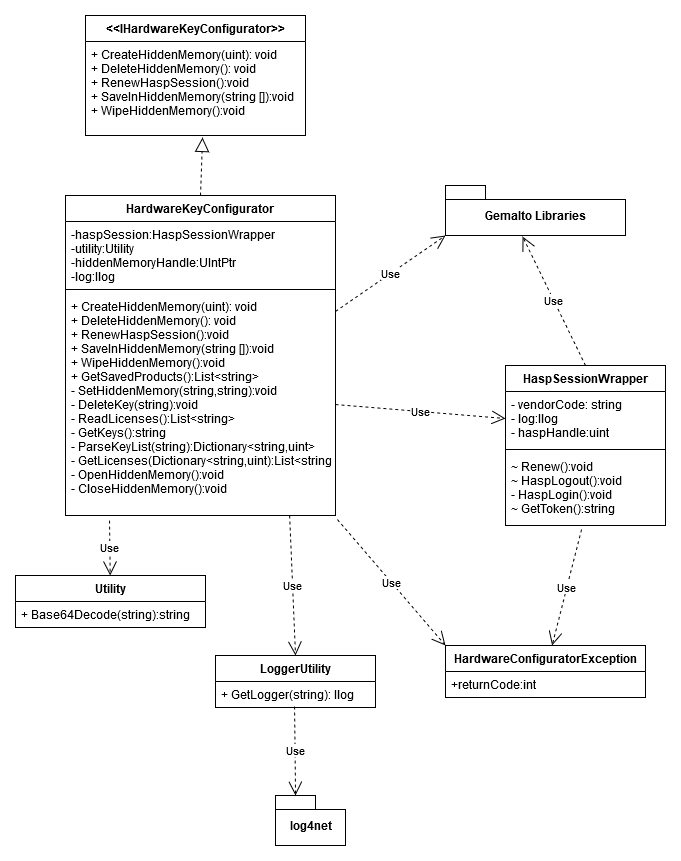 <<IHardwareKeyConfigurator>>
+ CreateHiddenMemory(uint): void
+ DeleteHiddenMemory(): void
+ RenewHaspSession():void
+ SaveInHiddenMemory(string []):void
+ WipeHiddenMemory():void
HardwareKeyConfigurator
-haspSession:HaspSessionWrapper
-utility:Utility
-hiddenMemoryHandle:UIntPtr
-log:Ilog
+ CreateHiddenMemory(uint): void
+ DeleteHiddenMemory(): void
+ RenewHaspSession():void
+ SaveInHiddenMemory(string []):void
+ WipeHiddenMemory():void
+ GetSavedProducts():List<string>
- SetHiddenMemory(string,string):void
- DeleteKey(string):void
- ReadLicenses():List<string>
- GetKeys():string
- ParseKeyList(string):Dictionary<string,uint>
- GetLicenses(Dictionary<string,uint):List<string
- OpenHiddenMemory():void
- CloseHiddenMemory():void
Gemalto Libraries
Use
Use
Use
HaspSessionWrapper
- vendorCode: string
- log:Ilog
- haspHandle:uint
~ Renew():void
~ HaspLogout():void
- HaspLogin():void
~ GetToken():string
Use
Use
Use
Use
Utility
+ Base64Decode(string):string
LoggerUtility
+ GetLogger(string): Ilog
HardwareConfiguratorException
+returnCode:int
Use
log4net